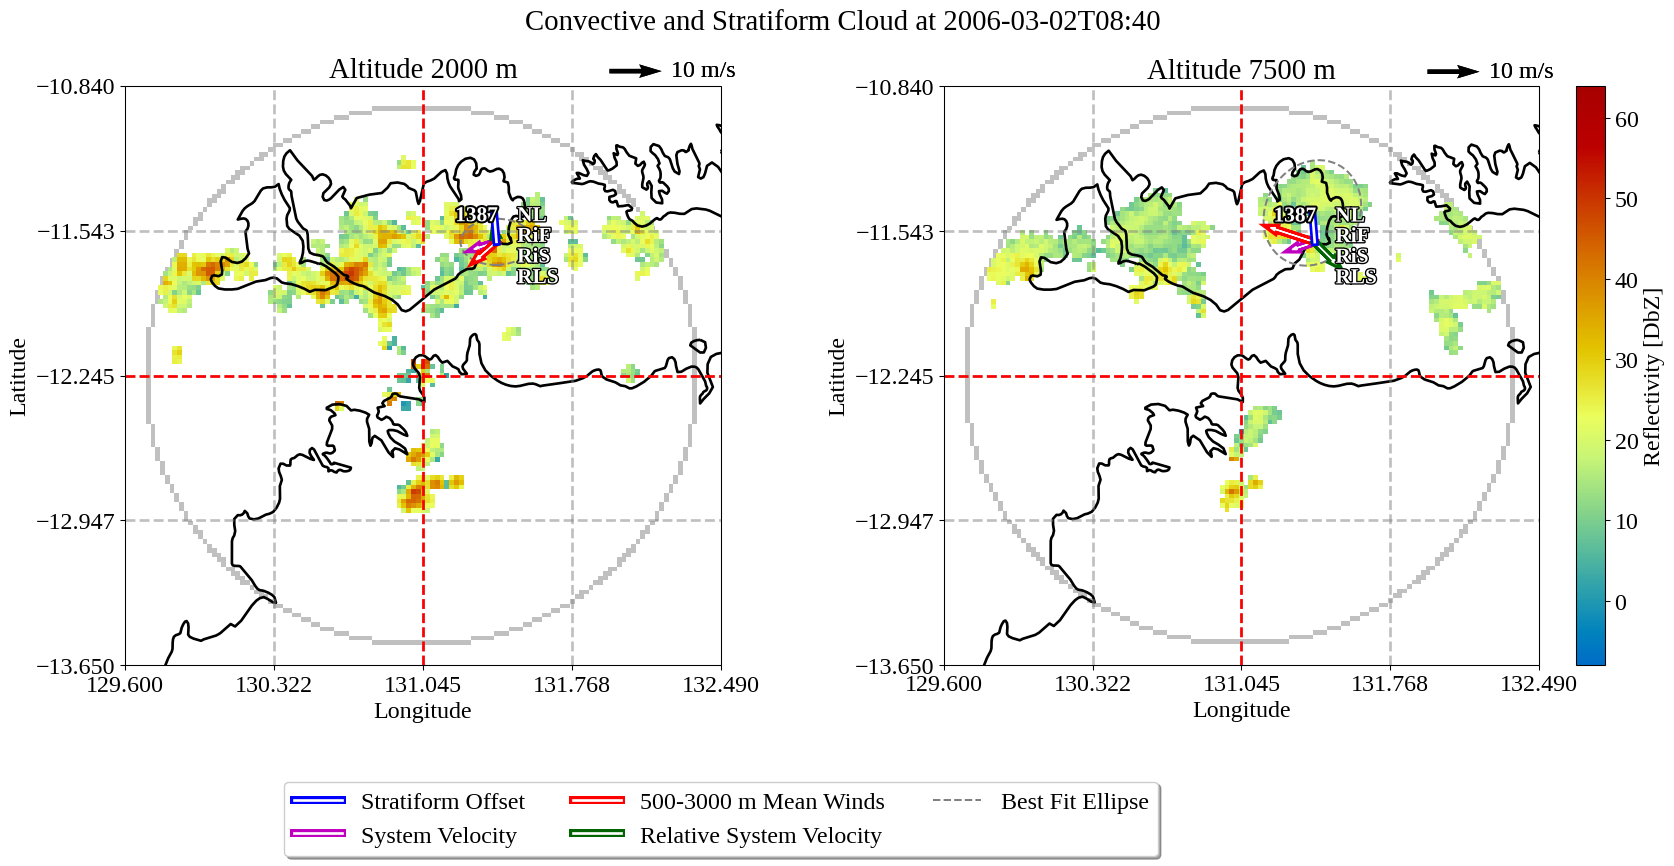 Convective and Stratiform Cloud at 2006-03-02T08:40
Altitude 2000 m
10 m/s
−10.840
−11.543
−12.245
−12.947
−13.650
129.600
130.322
131.045
131.768
132.490
Longitude
Latitude
1387
NL
RiF
RiS
RLS
Altitude 7500 m
10 m/s
−10.840
−11.543
−12.245
−12.947
−13.650
129.600
130.322
131.045
131.768
132.490
Longitude
Latitude
1387
NL
RiF
RiS
RLS
60
50
40
30
20
10
0
Reflectivity [DbZ]
Stratiform Offset
System Velocity
500-3000 m Mean Winds
Relative System Velocity
Best Fit Ellipse